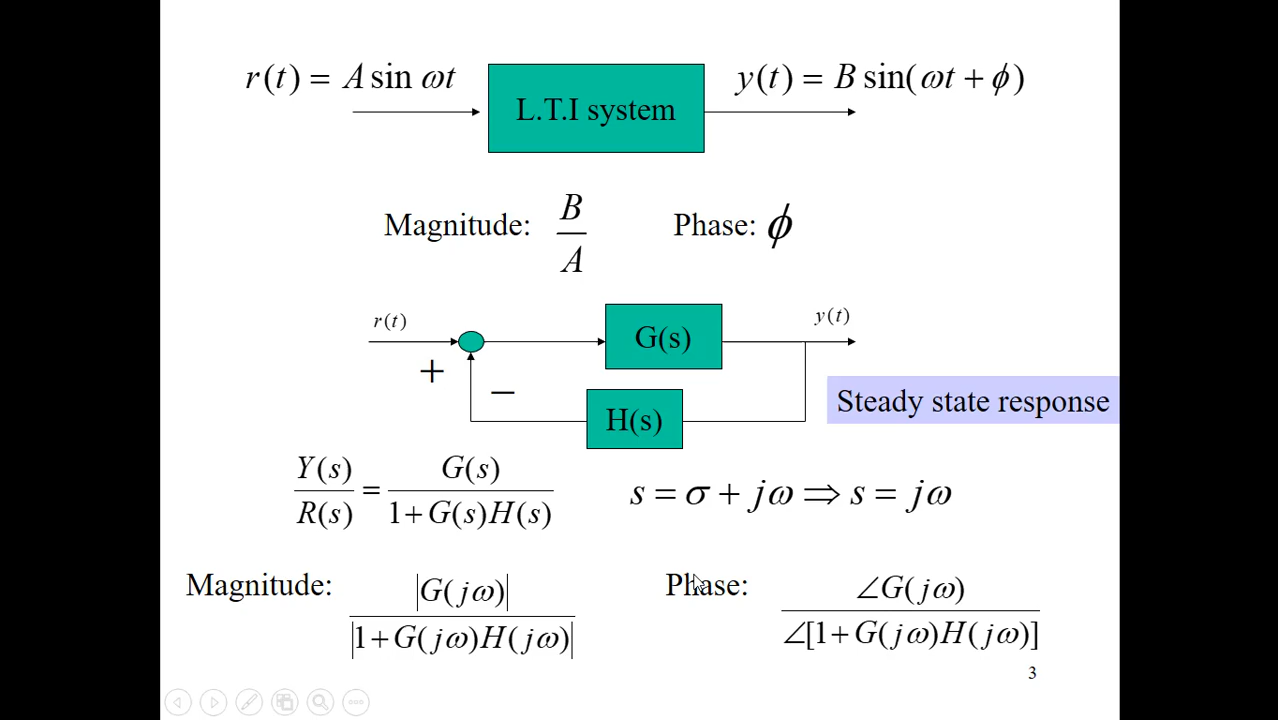 r(t) = A sin ωt
L.T.I system
y(t) = B sin(ωt + ϕ)
Magnitude: B/A
Phase: ϕ
r(t)
G(s)
y(t)
+
−
H(s)
Steady state response
Y(s)/R(s) = G(s)/(1+G(s)H(s))
s = σ + jω ⇒ s = jω
Magnitude: |G(jω)|/|1+G(jω)H(jω)|
Phase: ∠G(jω)/∠[1+G(jω)H(jω)]
3